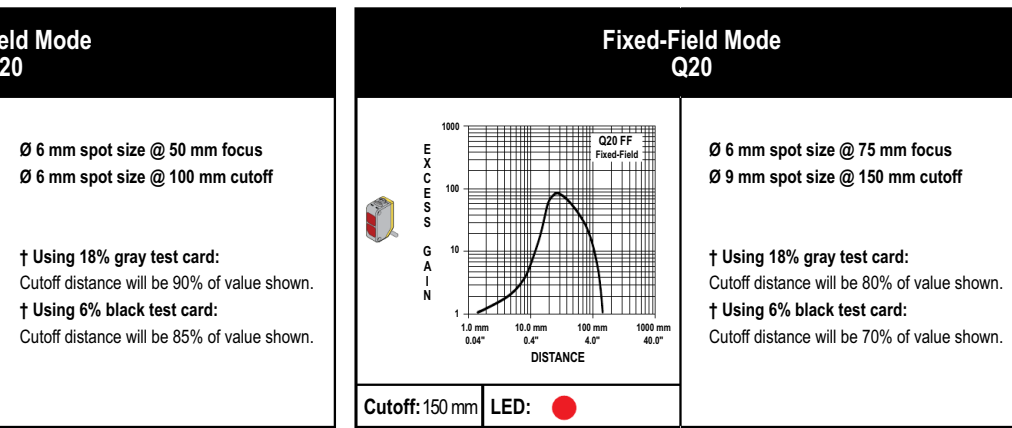 eld Mode
20
Ø 6 mm spot size @ 50 mm focus
Ø 6 mm spot size @ 100 mm cutoff
† Using 18% gray test card:
Cutoff distance will be 90% of value shown.
† Using 6% black test card:
Cutoff distance will be 85% of value shown.
Fixed-Field Mode
Q20
EXCESS GAIN
1000
100
10
1
Q20 FF
Fixed-Field
1.0 mm 10.0 mm 100 mm 1000 mm
0.04" 0.4" 4.0" 40.0"
DISTANCE
Cutoff: 150 mm LED:
Ø 6 mm spot size @ 75 mm focus
Ø 9 mm spot size @ 150 mm cutoff
† Using 18% gray test card:
Cutoff distance will be 80% of value shown.
† Using 6% black test card:
Cutoff distance will be 70% of value shown.